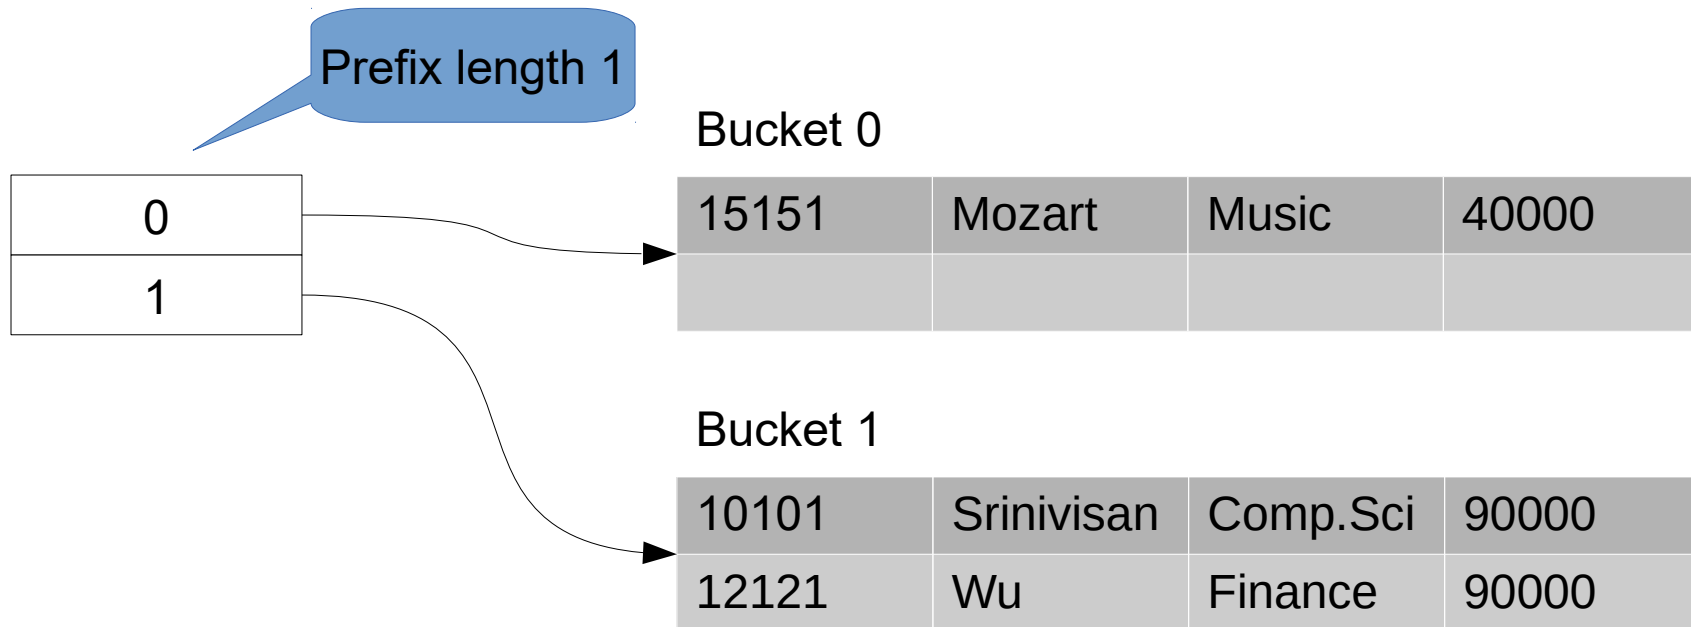 Prefix length 1
0
1
Bucket 0
15151 Mozart Music 40000
Bucket 1
10101 Srinivisan Comp.Sci 90000
12121 Wu Finance 90000